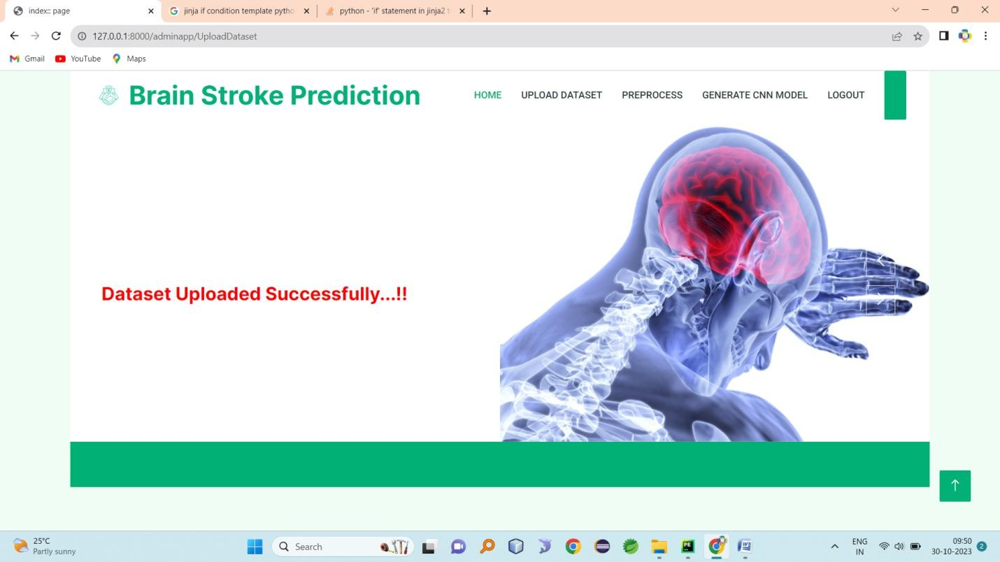 index:: page
jinja if condition template pytho
python - 'if' statement in jinja2 t
127.0.0.1:8000/adminapp/UploadDataset
Gmail YouTube Maps
Brain Stroke Prediction
HOME UPLOAD DATASET PREPROCESS GENERATE CNN MODEL LOGOUT
Dataset Uploaded Successfully...!!
25°C
Partly sunny
Search
PE
ENG
IN
09:50
30-10-2023
2